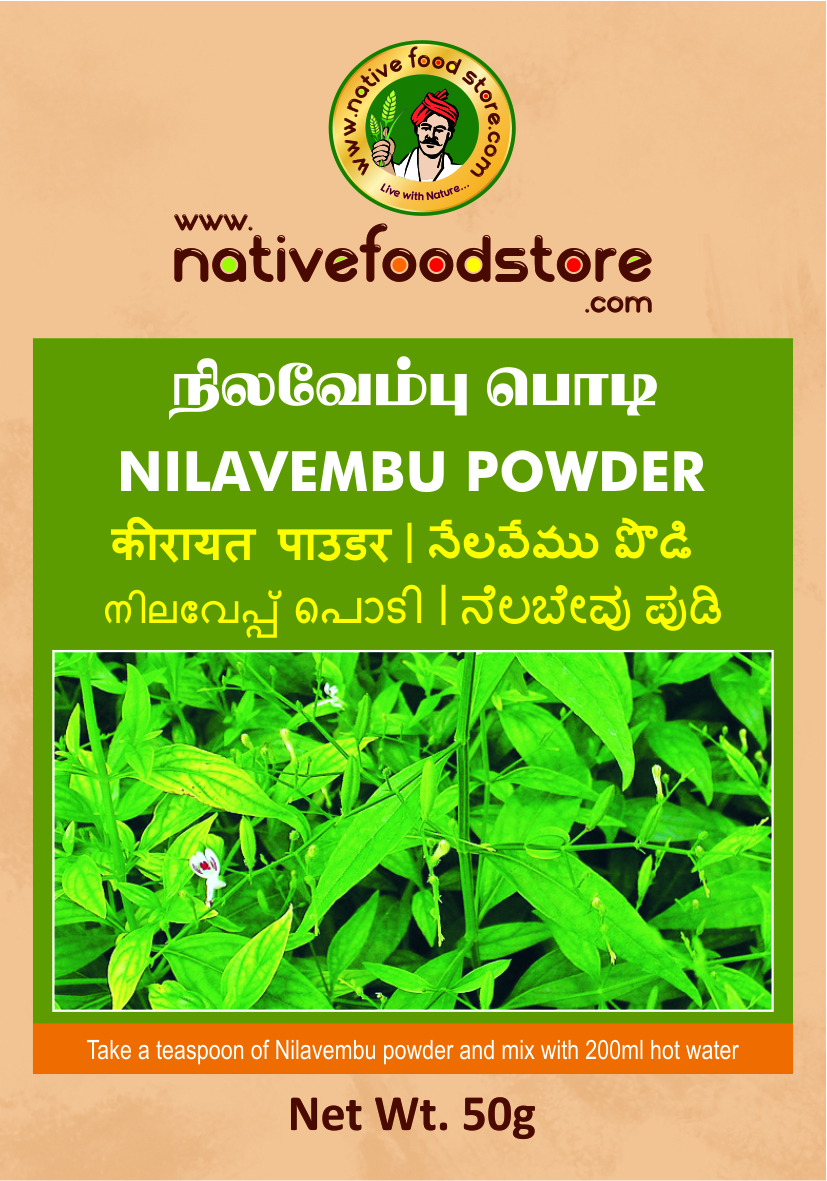 www.native food store.com
Live with Nature...
www.
nativefoodstore
.com
நிலவேம்பு பொடி
NILAVEMBU POWDER
कीरायत पाउडर | నేలవేము పొడి
നിലവേപ്പ് പൊടി | ನೆಲಬೇವು ಪುಡಿ
Take a teaspoon of Nilavembu powder and mix with 200ml hot water
Net Wt. 50g